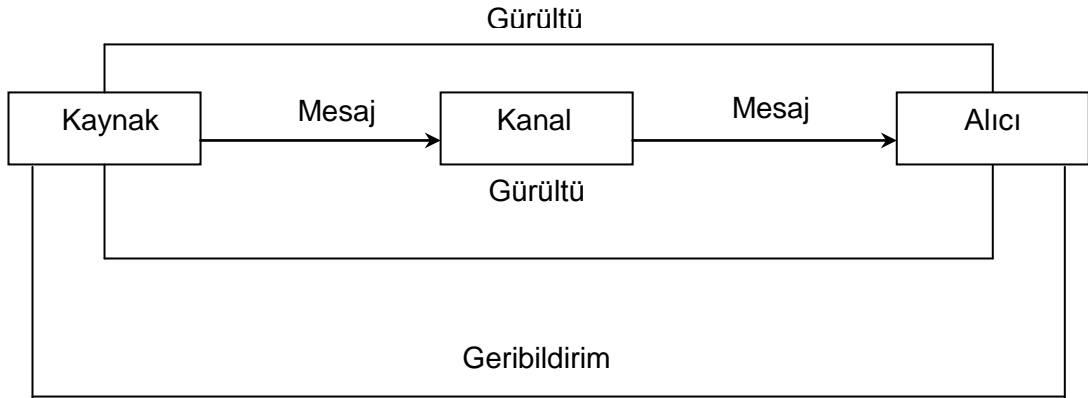 Gürültü
Kaynak
Mesaj
Kanal
Mesaj
Alıcı
Gürültü
Geribildirim